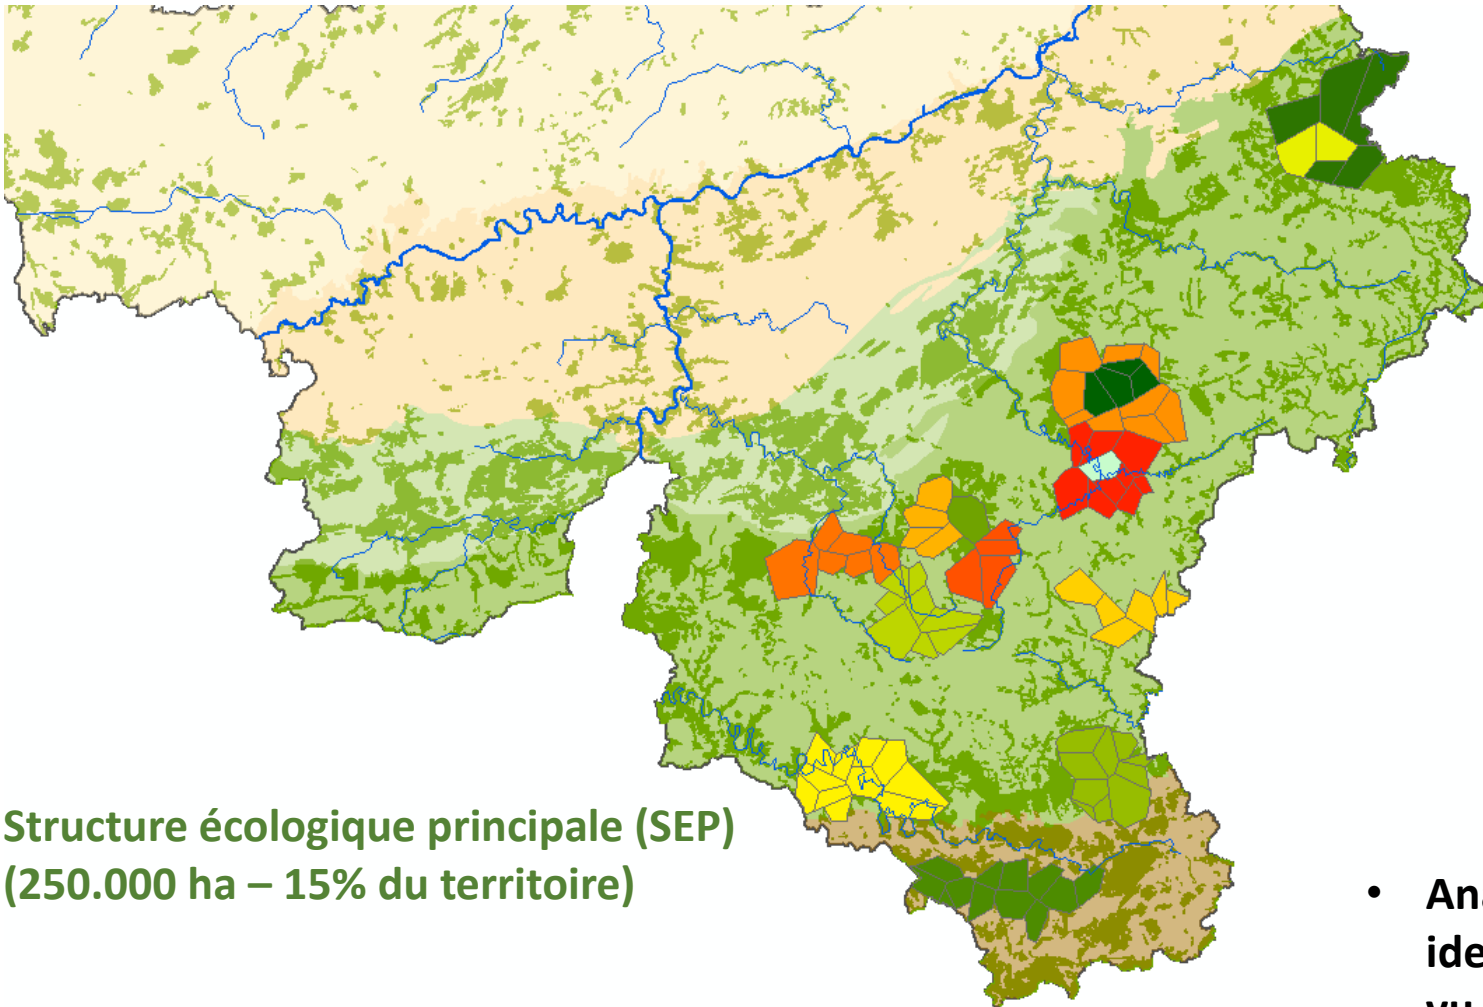 Structure écologique principale (SEP)
(250.000 ha – 15% du territoire)
•